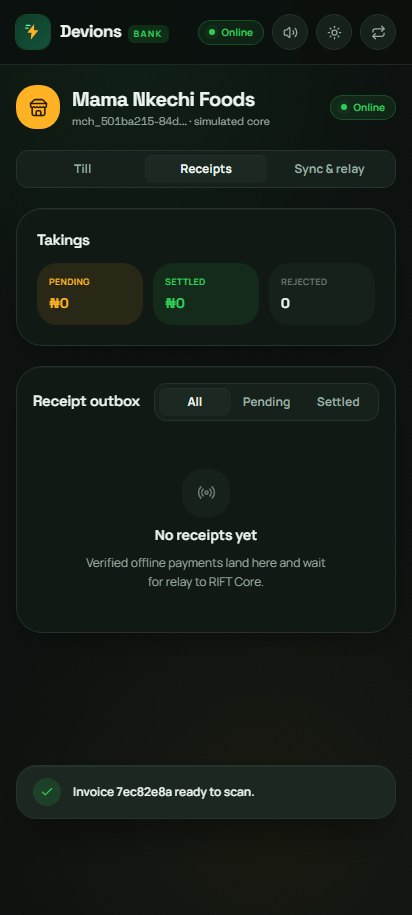 Devions BANK Online
Mama Nkechi Foods
mch_501ba215-84d... · simulated core
Online
Till Receipts Sync & relay
Takings
PENDING SETTLED REJECTED
₦0 ₦0 0
Receipt outbox All Pending Settled
No receipts yet
Verified offline payments land here and wait
for relay to RIFT Core.
Invoice 7ec82e8a ready to scan.